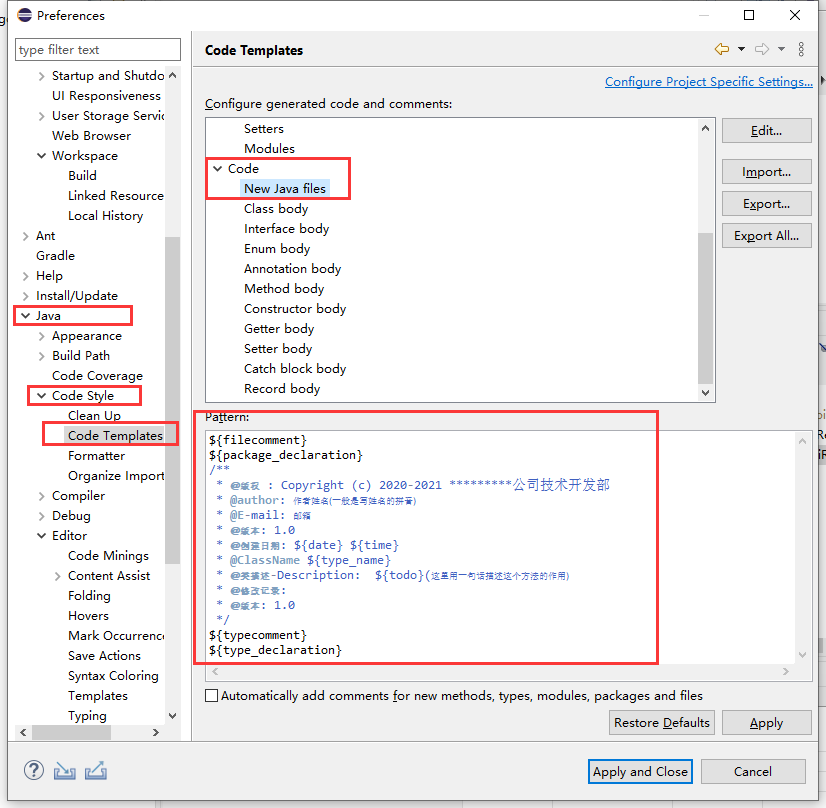 Preferences
type filter text
Startup and Shutdo
UI Responsiveness
User Storage Servic
Web Browser
Workspace
Build
Linked Resource
Local History
Ant
Gradle
Help
Install/Update
Java
Appearance
Build Path
Code Coverage
Code Style
Clean Up
Code Templates
Formatter
Organize Import
Compiler
Debug
Editor
Code Minings
Content Assist
Folding
Hovers
Mark Occurrence
Save Actions
Syntax Coloring
Templates
Typing
Code Templates
Configure Project Specific Settings...
Configure generated code and comments:
Setters
Modules
Code
New Java files
Class body
Interface body
Enum body
Annotation body
Method body
Constructor body
Getter body
Setter body
Catch block body
Record body
Edit...
Import...
Export...
Export All...
Pattern:
${filecomment}
${package_declaration}
/**
* @版权 : Copyright (c) 2020-2021 *********公司技术开发部
* @author: 作者姓名(一般是写姓名的拼音)
* @E-mail: 邮箱
* @版本: 1.0
* @创建日期: ${date} ${time}
* @ClassName ${type_name}
* @类描述-Description:  ${todo}(这里用一句话描述这个方法的作用)
* @修改记录:
* @版本: 1.0
*/
${typecomment}
${type_declaration}
Automatically add comments for new methods, types, modules, packages and files
Restore Defaults
Apply
Apply and Close
Cancel